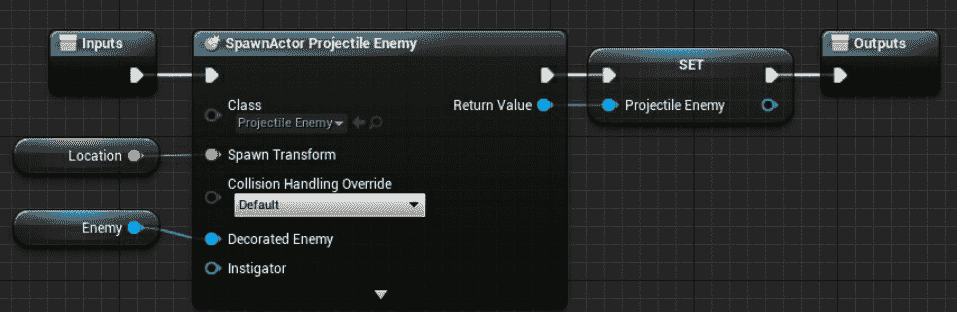 Inputs
SpawnActor Projectile Enemy
SET
Outputs
Class
Projectile Enemy
Return Value
Projectile Enemy
Location
Spawn Transform
Collision Handling Override
Default
Enemy
Decorated Enemy
Instigator